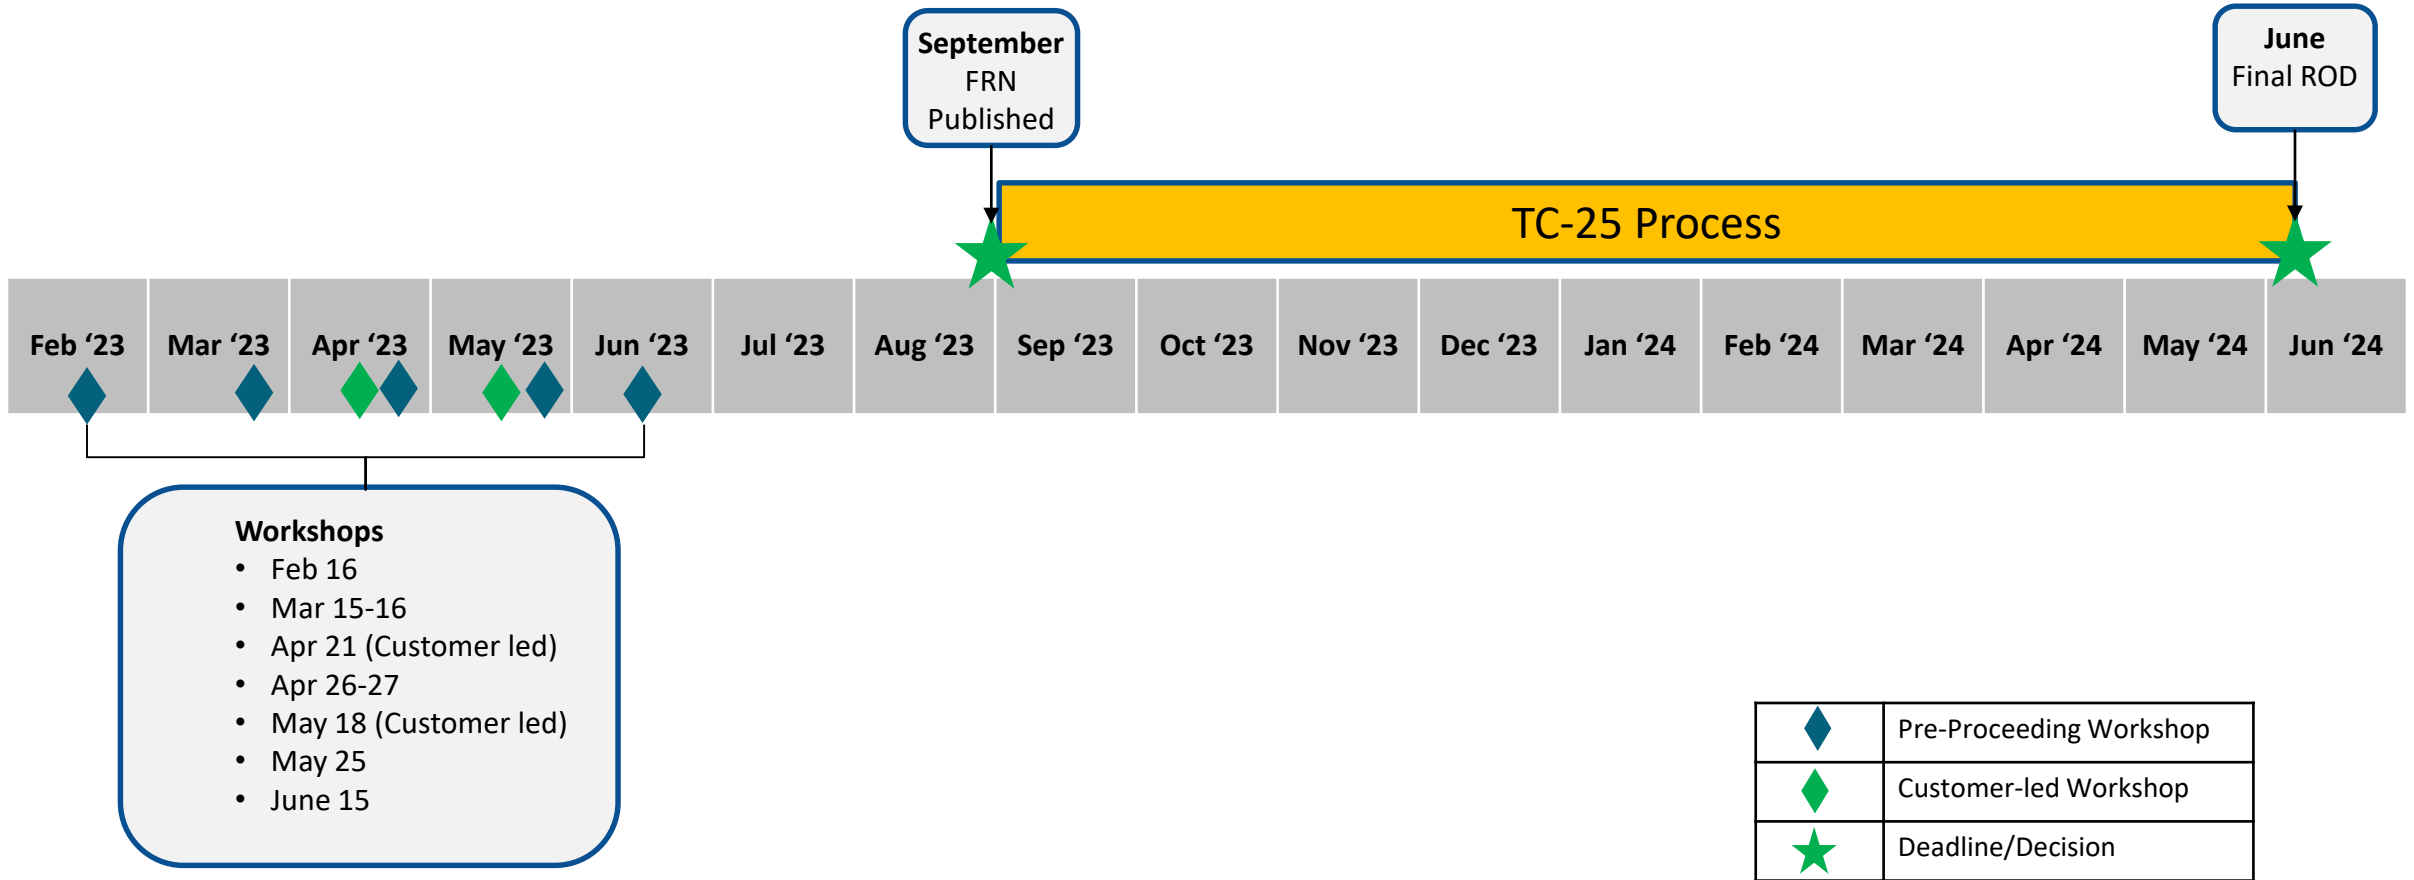 September
FRN
Published
June
Final ROD
TC-25 Process
Feb ‘23
Mar ‘23
Apr ‘23
May ‘23
Jun ‘23
Jul ‘23
Aug ‘23
Sep ‘23
Oct ‘23
Nov ‘23
Dec ‘23
Jan ‘24
Feb ‘24
Mar ‘24
Apr ‘24
May ‘24
Jun ‘24
Workshops
• Feb 16
• Mar 15-16
• Apr 21 (Customer led)
• Apr 26-27
• May 18 (Customer led)
• May 25
• June 15
Pre-Proceeding Workshop
Customer-led Workshop
Deadline/Decision